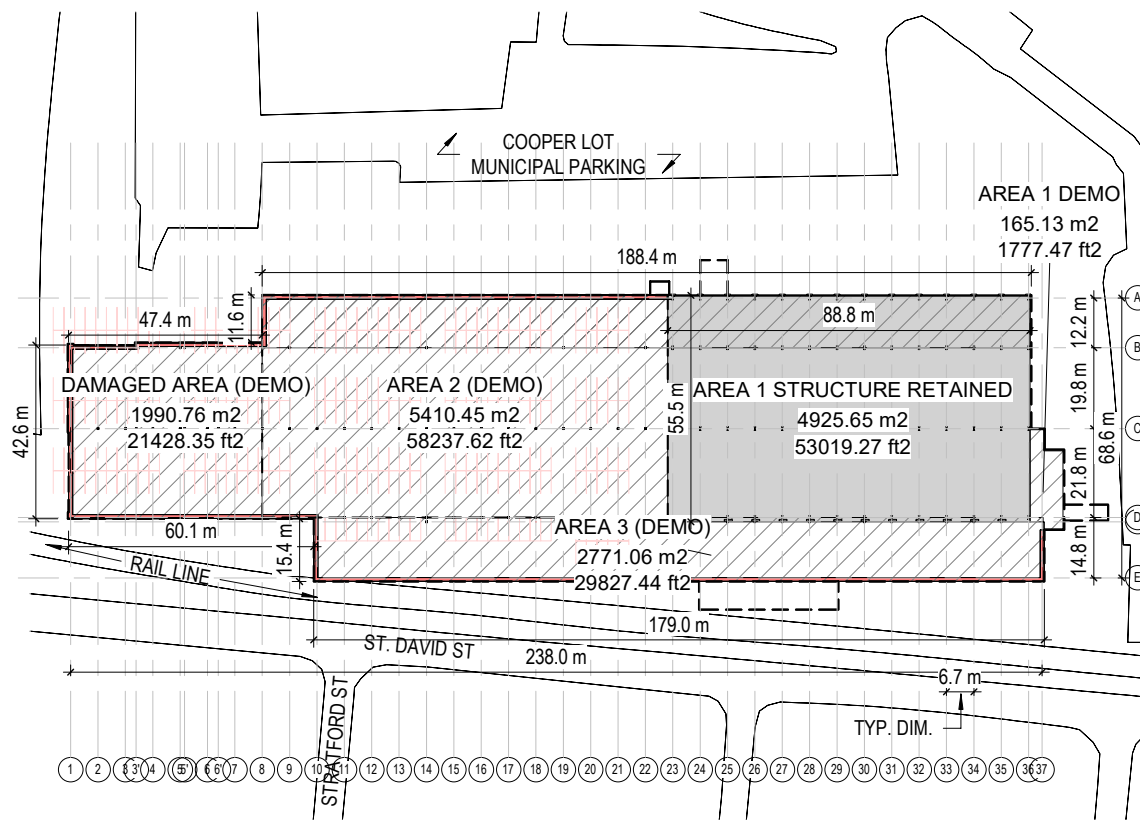 COOPER LOT
MUNICIPAL PARKING
AREA 1 DEMO
165.13 m2
1777.47 ft2
188.4 m
47.4 m
11.6 m
88.8 m
12.2 m
A
B
DAMAGED AREA (DEMO)
1990.76 m2
21428.35 ft2
AREA 2 (DEMO)
5410.45 m2
58237.62 ft2
55.5 m
AREA 1 STRUCTURE RETAINED
4925.65 m2
53019.27 ft2
19.8 m
C
42.6 m
68.6 m
21.8 m
D
AREA 3 (DEMO)
2771.06 m2
29827.44 ft2
60.1 m
15.4 m
14.8 m
E
RAIL LINE
179.0 m
ST. DAVID ST
238.0 m
6.7 m
TYP. DIM.
STRATFORD ST
1 2 3 3' 4 5 5' 6 6' 7 8 9 10 11 12 13 14 15 16 17 18 19 20 21 22 23 24 25 26 27 28 29 30 31 32 33 34 35 36 37